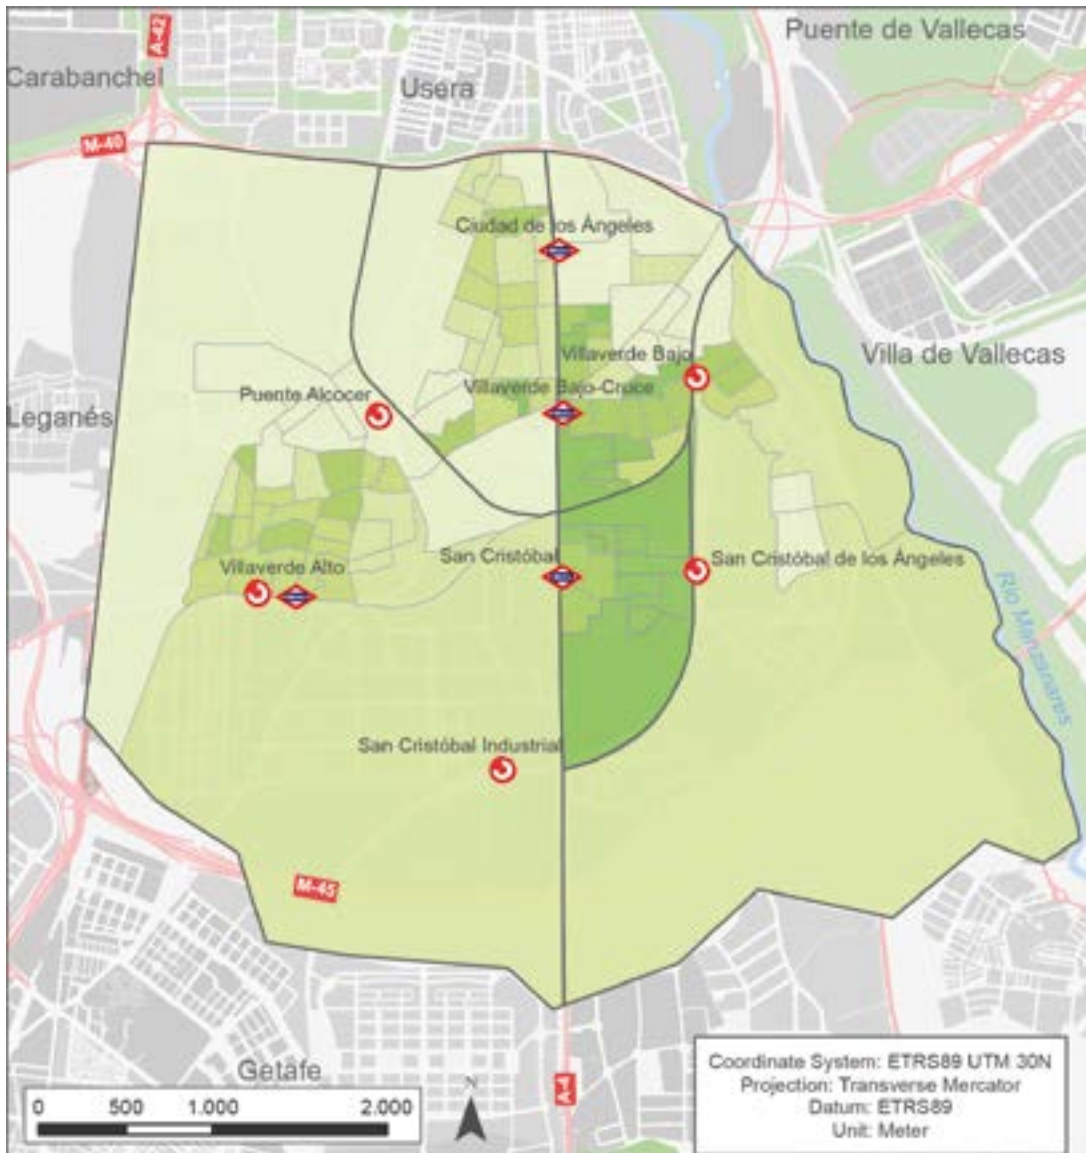 A-42
Puente de Vallecas
Carabanchel
Usera
M-40
Ciudad de los Ángeles
Villaverde Bajo
Villa de Vallecas
Puente Alcocer
Villaverde Bajo-Cruce
Leganés
San Cristóbal
San Cristóbal de los Ángeles
Villaverde Alto
Río Manzanares
San Cristóbal Industrial
M-45
Getafe
N
A-4
0 500 1.000 2.000
Coordinate System: ETRS89 UTM 30N
Projection: Transverse Mercator
Datum: ETRS89
Unit: Meter